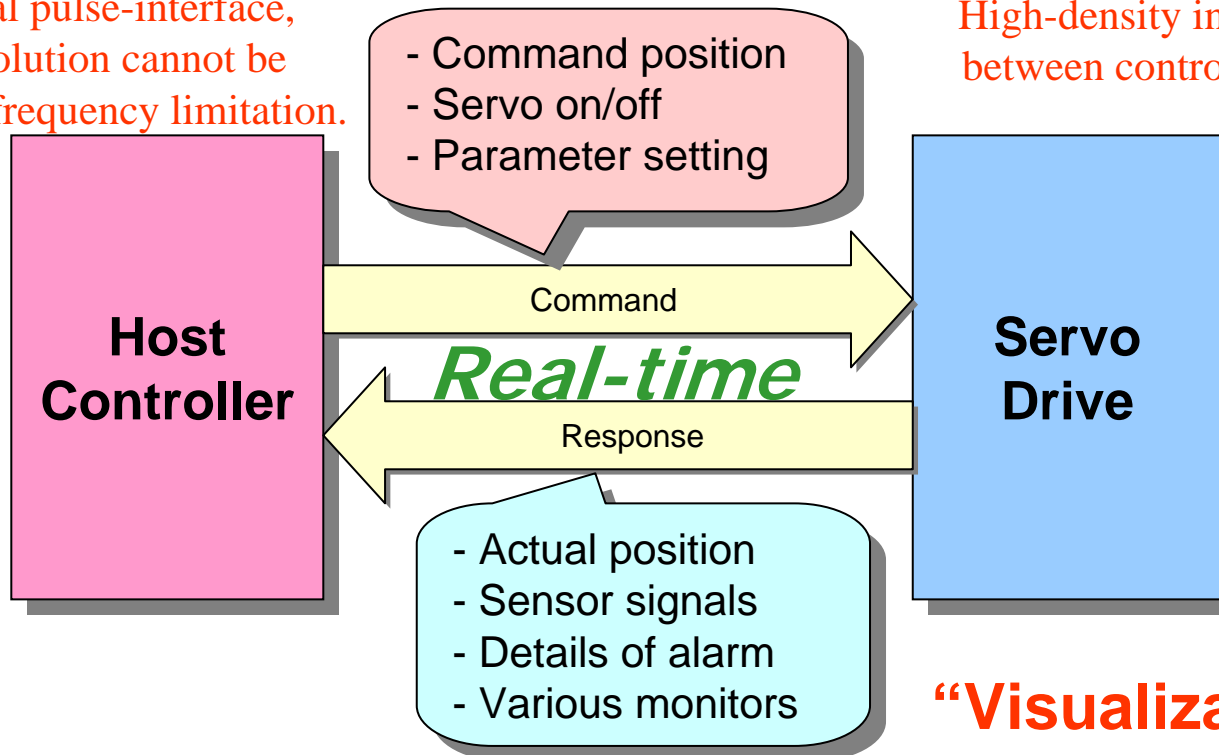 al pulse-interface,
olution cannot be
frequency limitation.
- Command position
- Servo on/off
- Parameter setting
High-density in
between contro
Host
Controller
Command
Real-time
Response
Servo
Drive
- Actual position
- Sensor signals
- Details of alarm
- Various monitors
“Visualiza